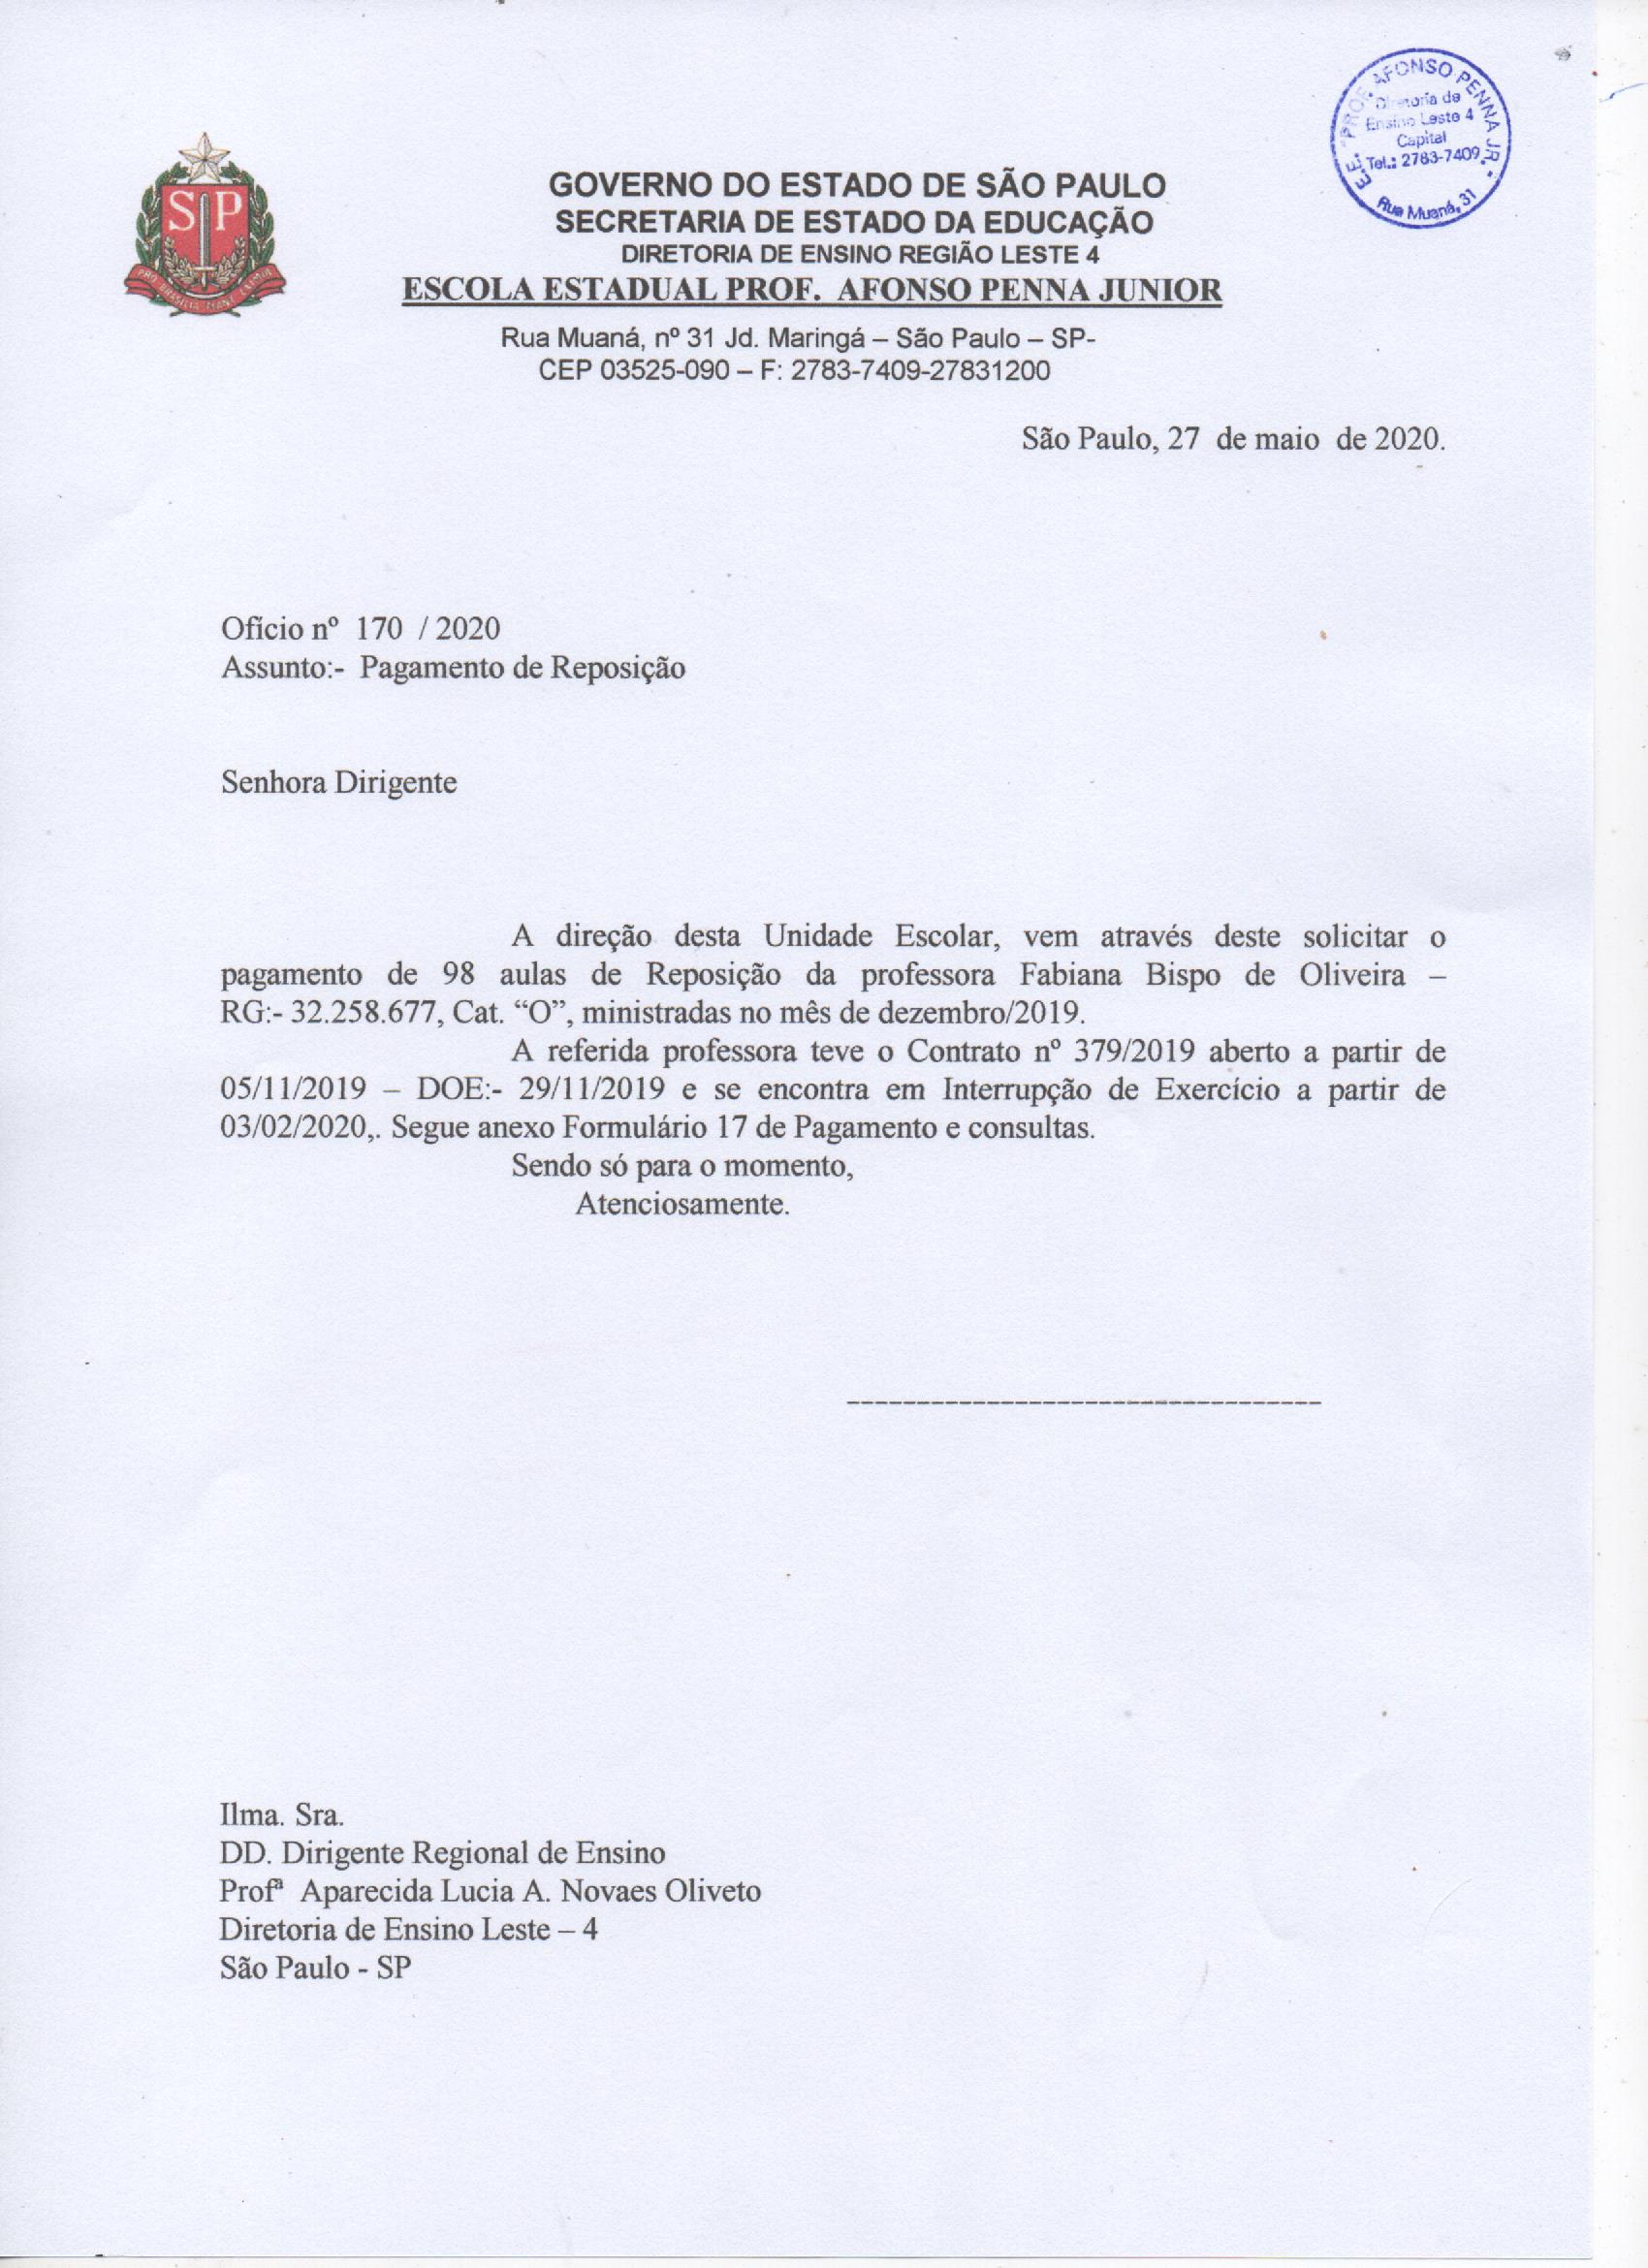 E.E. "PROF. AFONSO PENNA JR."
Diretoria de
Ensino Leste 4
Capital
Tel.: 2783-7409
Rua Muaná, 31
SP
GOVERNO DO ESTADO DE SÃO PAULO
SECRETARIA DE ESTADO DA EDUCAÇÃO
DIRETORIA DE ENSINO REGIÃO LESTE 4
ESCOLA ESTADUAL PROF. AFONSO PENNA JUNIOR
Rua Muaná, nº 31 Jd. Maringá – São Paulo – SP-
CEP 03525-090 – F: 2783-7409-27831200
São Paulo, 27 de maio de 2020.
Ofício nº 170 / 2020
Assunto:- Pagamento de Reposição
Senhora Dirigente
A direção desta Unidade Escolar, vem através deste solicitar o
pagamento de 98 aulas de Reposição da professora Fabiana Bispo de Oliveira –
RG:- 32.258.677, Cat. “O”, ministradas no mês de dezembro/2019.
A referida professora teve o Contrato nº 379/2019 aberto a partir de
05/11/2019 – DOE:- 29/11/2019 e se encontra em Interrupção de Exercício a partir de
03/02/2020,. Segue anexo Formulário 17 de Pagamento e consultas.
Sendo só para o momento,
Atenciosamente.
Ilma. Sra.
DD. Dirigente Regional de Ensino
Profª Aparecida Lucia A. Novaes Oliveto
Diretoria de Ensino Leste – 4
São Paulo - SP